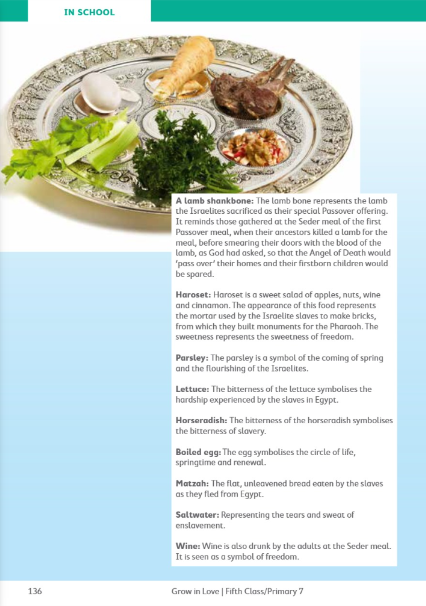 IN SCHOOL
A lamb shankbone: The lamb bone represents the lamb
the Israelites sacrificed as their special Passover offering.
It reminds those gathered at the Seder meal of the first
Passover meal, when their ancestors killed a lamb for the
meal, before smearing their doors with the blood of the
lamb, as God had asked, so that the Angel of Death would
'pass over' their homes and their firstborn children would
be spared.
Haroset: Haroset is a sweet salad of apples, nuts, wine
and cinnamon. The appearance of this food represents
the mortar used by the Israelite slaves to make bricks,
from which they built monuments for the Pharaoh. The
sweetness represents the sweetness of freedom.
Parsley: The parsley is a symbol of the coming of spring
and the flourishing of the Israelites.
Lettuce: The bitterness of the lettuce symbolises the
hardship experienced by the slaves in Egypt.
Horseradish: The bitterness of the horseradish symbolises
the bitterness of slavery.
Boiled egg: The egg symbolises the circle of life,
springtime and renewal.
Matzah: The flat, unleavened bread eaten by the slaves
as they fled from Egypt.
Saltwater: Representing the tears and sweat of
enslavement.
Wine: Wine is also drunk by the adults at the Seder meal.
It is seen as a symbol of freedom.
136
Grow in Love | Fifth Class/Primary 7